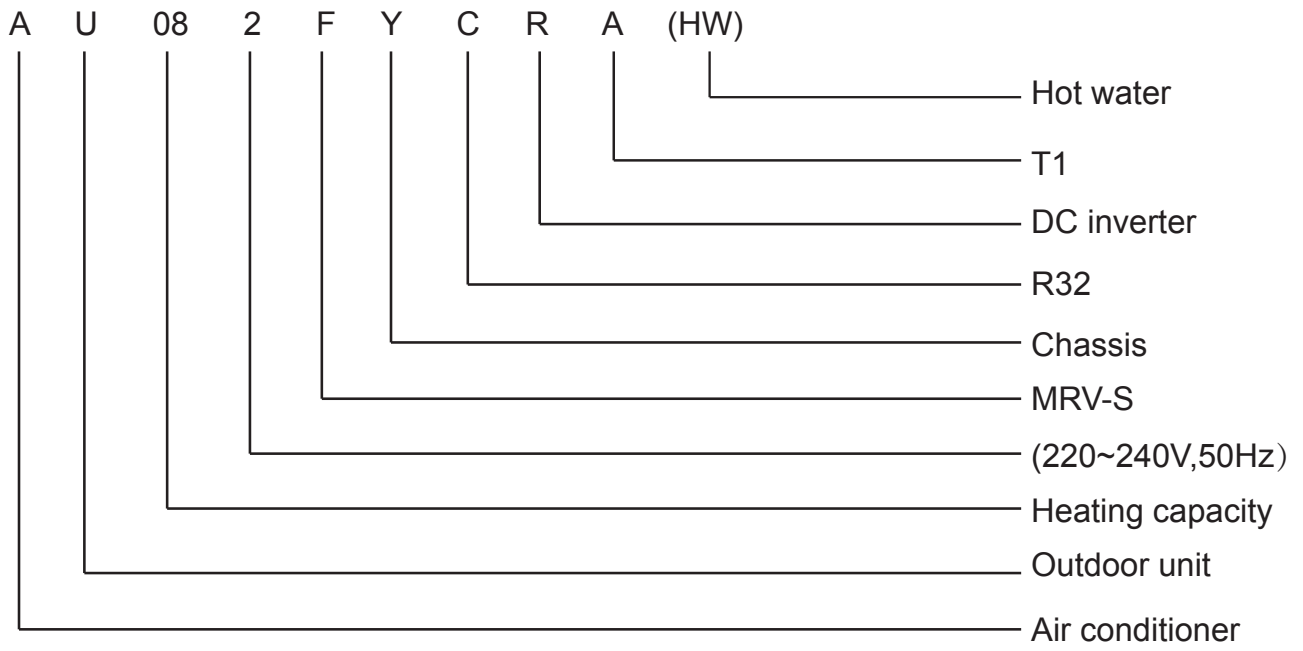 A U 08 2 F Y C R A (HW)
Hot water
T1
DC inverter
R32
Chassis
MRV-S
(220~240V,50Hz）
Heating capacity
Outdoor unit
Air conditioner